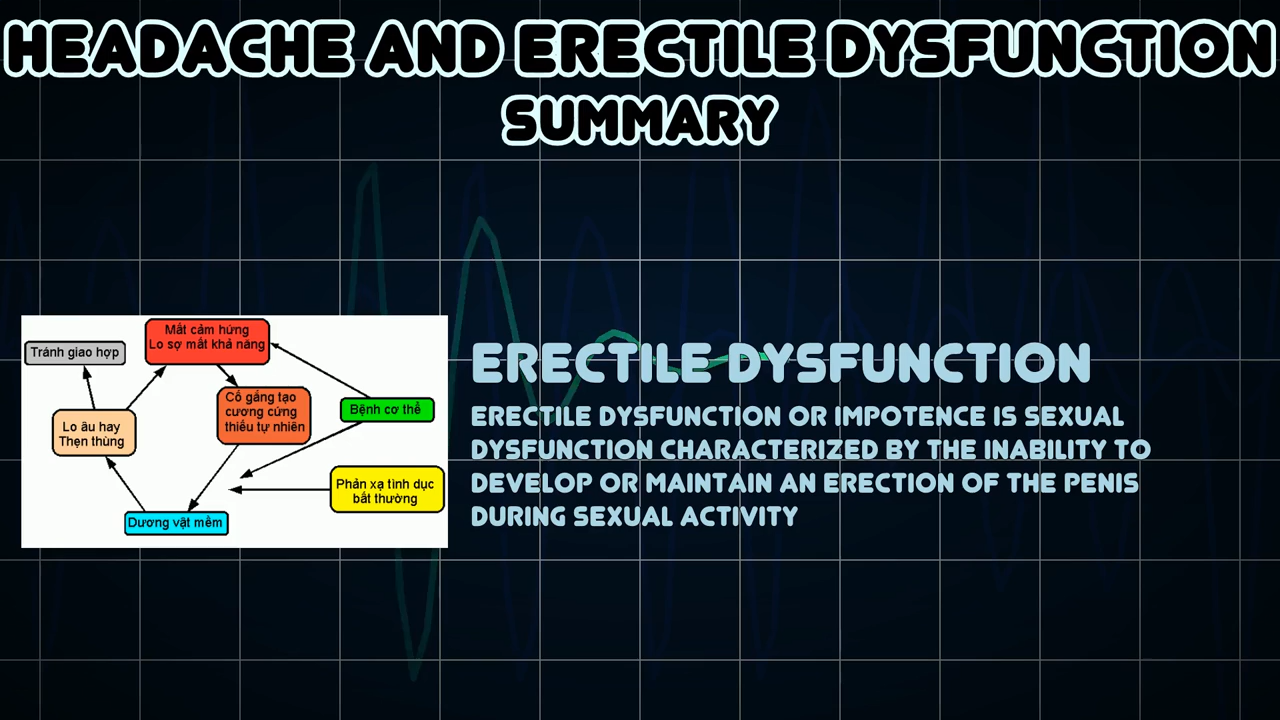 HEADACHE AND ERECTILE DYSFUNCTION
SUMMARY
Mất cảm hứng
Lo sợ mất khả năng
Tránh giao hợp
Cố gắng tạo
cương cứng
thiếu tự nhiên
Bệnh cơ thể
Lo âu hay
Thẹn thùng
Phản xạ tình dục
bất thường
Dương vật mềm
ERECTILE DYSFUNCTION
ERECTILE DYSFUNCTION OR IMPOTENCE IS SEXUAL
DYSFUNCTION CHARACTERIZED BY THE INABILITY TO
DEVELOP OR MAINTAIN AN ERECTION OF THE PENIS
DURING SEXUAL ACTIVITY